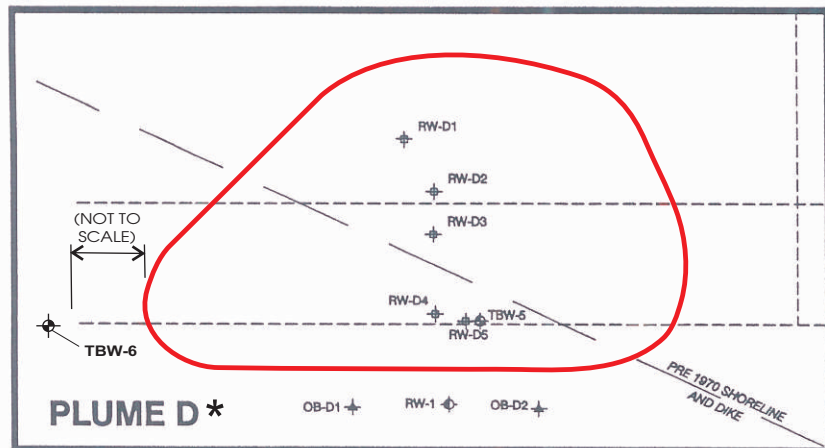 RW-D1
RW-D2
(NOT TO
SCALE)
RW-D3
RW-D4
TBW-5
RW-D5
TBW-6
PRE 1970 SHORELINE
AND DIKE
PLUME D *
OB-D1
RW-1
OB-D2